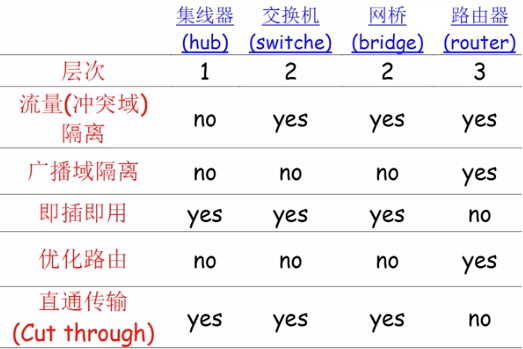 集线器 交换机 网桥 路由器
(hub) (switche) (bridge) (router)
层次 1 2 2 3
流量(冲突域)
隔离 no yes yes yes
广播域隔离 no no no yes
即插即用 yes yes yes no
优化路由 no no no yes
直通传输
(Cut through) yes yes yes no